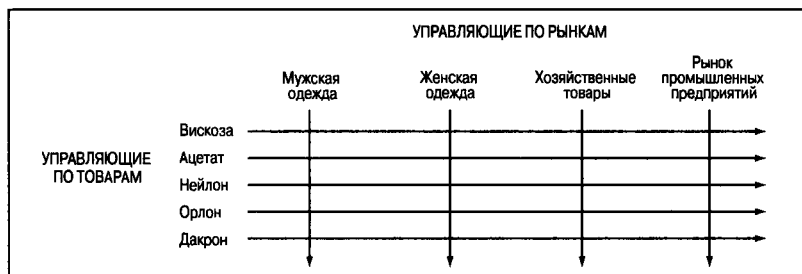 УПРАВЛЯЮЩИЕ ПО РЫНКАМ
Мужская
одежда
Женская
одежда
Хозяйственные
товары
Рынок
промышленных
предприятий
УПРАВЛЯЮЩИЕ
ПО ТОВАРАМ
Вискоза
Ацетат
Нейлон
Орлон
Дакрон